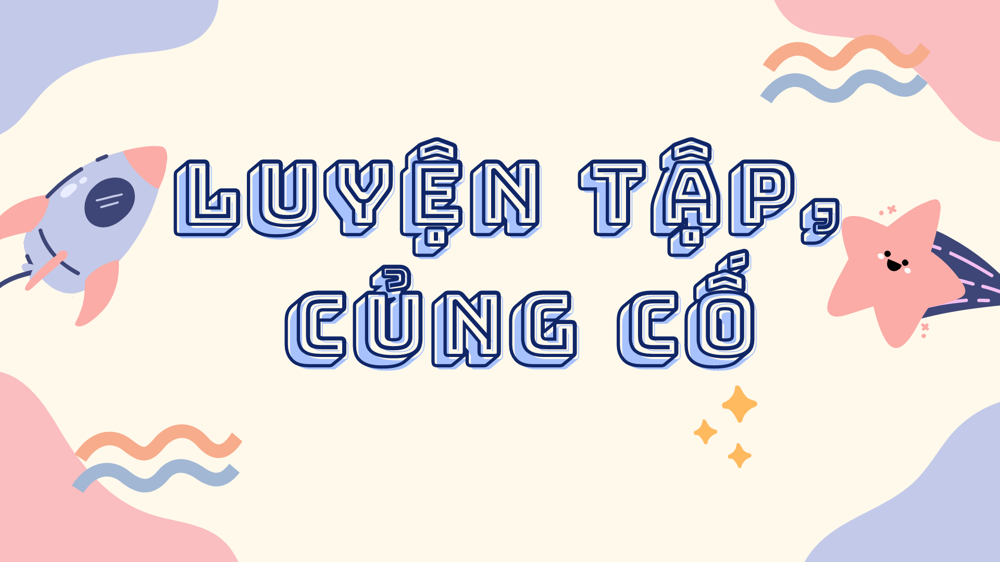 LUYỆN TẬP,
CỦNG CỐ